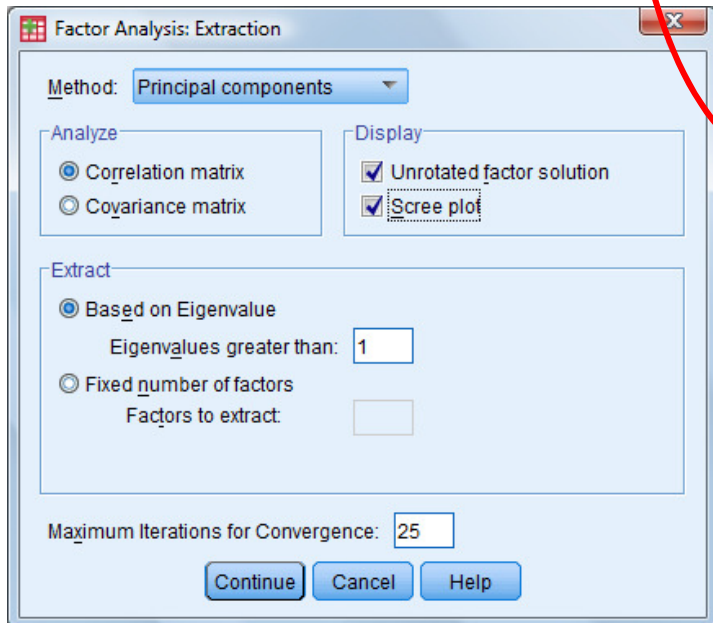 Factor Analysis: Extraction
Method: Principal components
Analyze
Correlation matrix
Covariance matrix
Display
Unrotated factor solution
Scree plot
Extract
Based on Eigenvalue
Eigenvalues greater than: 1
Fixed number of factors
Factors to extract:
Maximum Iterations for Convergence: 25
Continue Cancel Help